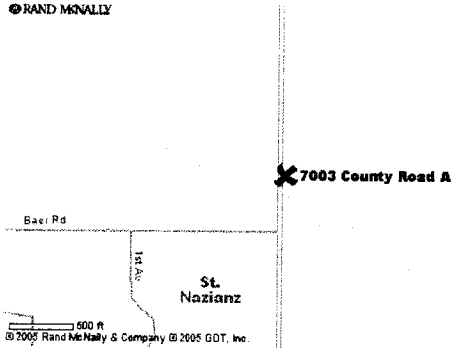 RAND MCNALLY
7003 County Road A
Baer Rd
1st Av
St.
Nazianz
500 ft
© 2005 Rand McNally & Company © 2005 GDT, Inc.